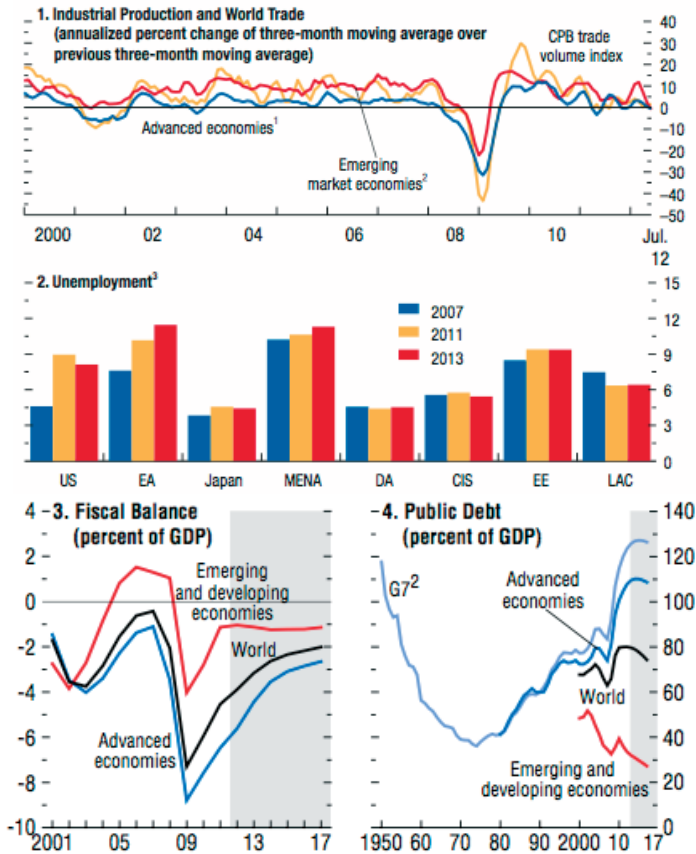 1. Industrial Production and World Trade
(annualized percent change of three-month moving average over
previous three-month moving average)
CPB trade
volume index
Advanced economies¹
Emerging
market economies²
40
30
20
10
0
-10
-20
-30
-40
-50
2000 02 04 06 08 10 Jul.
12
2. Unemployment³
2007
2011
2013
15
12
9
6
3
0
US EA Japan MENA DA CIS EE LAC
3. Fiscal Balance
(percent of GDP)
Emerging
and developing
economies
World
Advanced
economies
4
2
0
-2
-4
-6
-8
-10
2001 05 09 13 17
4. Public Debt
(percent of GDP)
G7²
Advanced
economies
World
Emerging and
developing economies
140
120
100
80
60
40
20
0
1950 60 70 80 90 2000 10 17